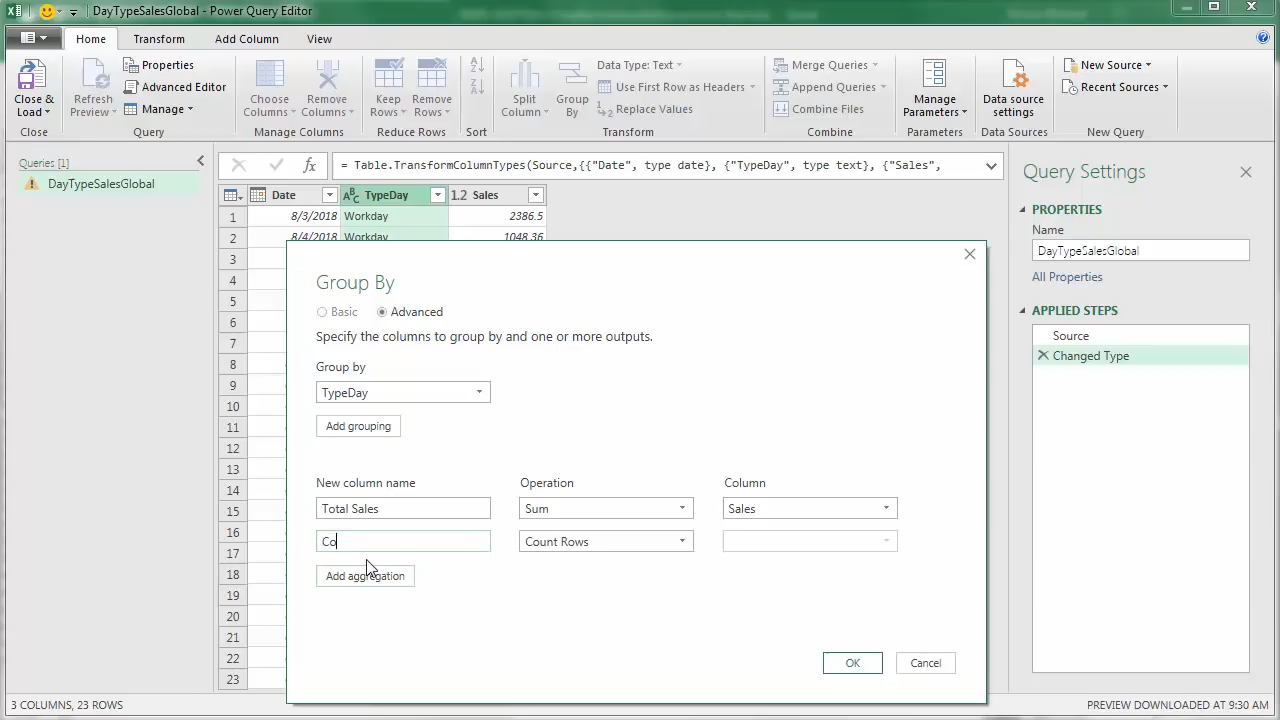 DayTypeSalesGlobal - Power Query Editor
9:30 AM
Home
Transform
Add Column
View
Close & Load
Refresh Preview
Properties
Advanced Editor
Manage
Choose Columns
Remove Columns
Keep Rows
Remove Rows
Split Column
Group By
Data Type: Text
Use First Row as Headers
Replace Values
Merge Queries
Append Queries
Combine Files
Manage Parameters
Data source settings
New Source
Recent Sources
Close
Query
Manage Columns
Reduce Rows
Sort
Transform
Combine
Parameters
Data Sources
New Query
Queries [1]
DayTypeSalesGlobal
fx
= Table.TransformColumnTypes(Source,{{"Date", type date}, {"TypeDay", type text}, {"Sales",
Date
ABC TypeDay
1.2 Sales
1 8/3/2018 Workday 2386.5
2 8/4/2018 Workday 1048.36
3
4
5
6
7
8
9
10
11
12
13
14
15
16
17
18
19
20
21
22
23
Group By
Basic
Advanced
Specify the columns to group by and one or more outputs.
Group by
TypeDay
Add grouping
New column name Operation Column
Total Sales Sum Sales
Co Count Rows
Add aggregation
OK
Cancel
Query Settings
PROPERTIES
Name
DayTypeSalesGlobal
All Properties
APPLIED STEPS
Source
Changed Type
3 COLUMNS, 23 ROWS
PREVIEW DOWNLOADED AT 9:30 AM